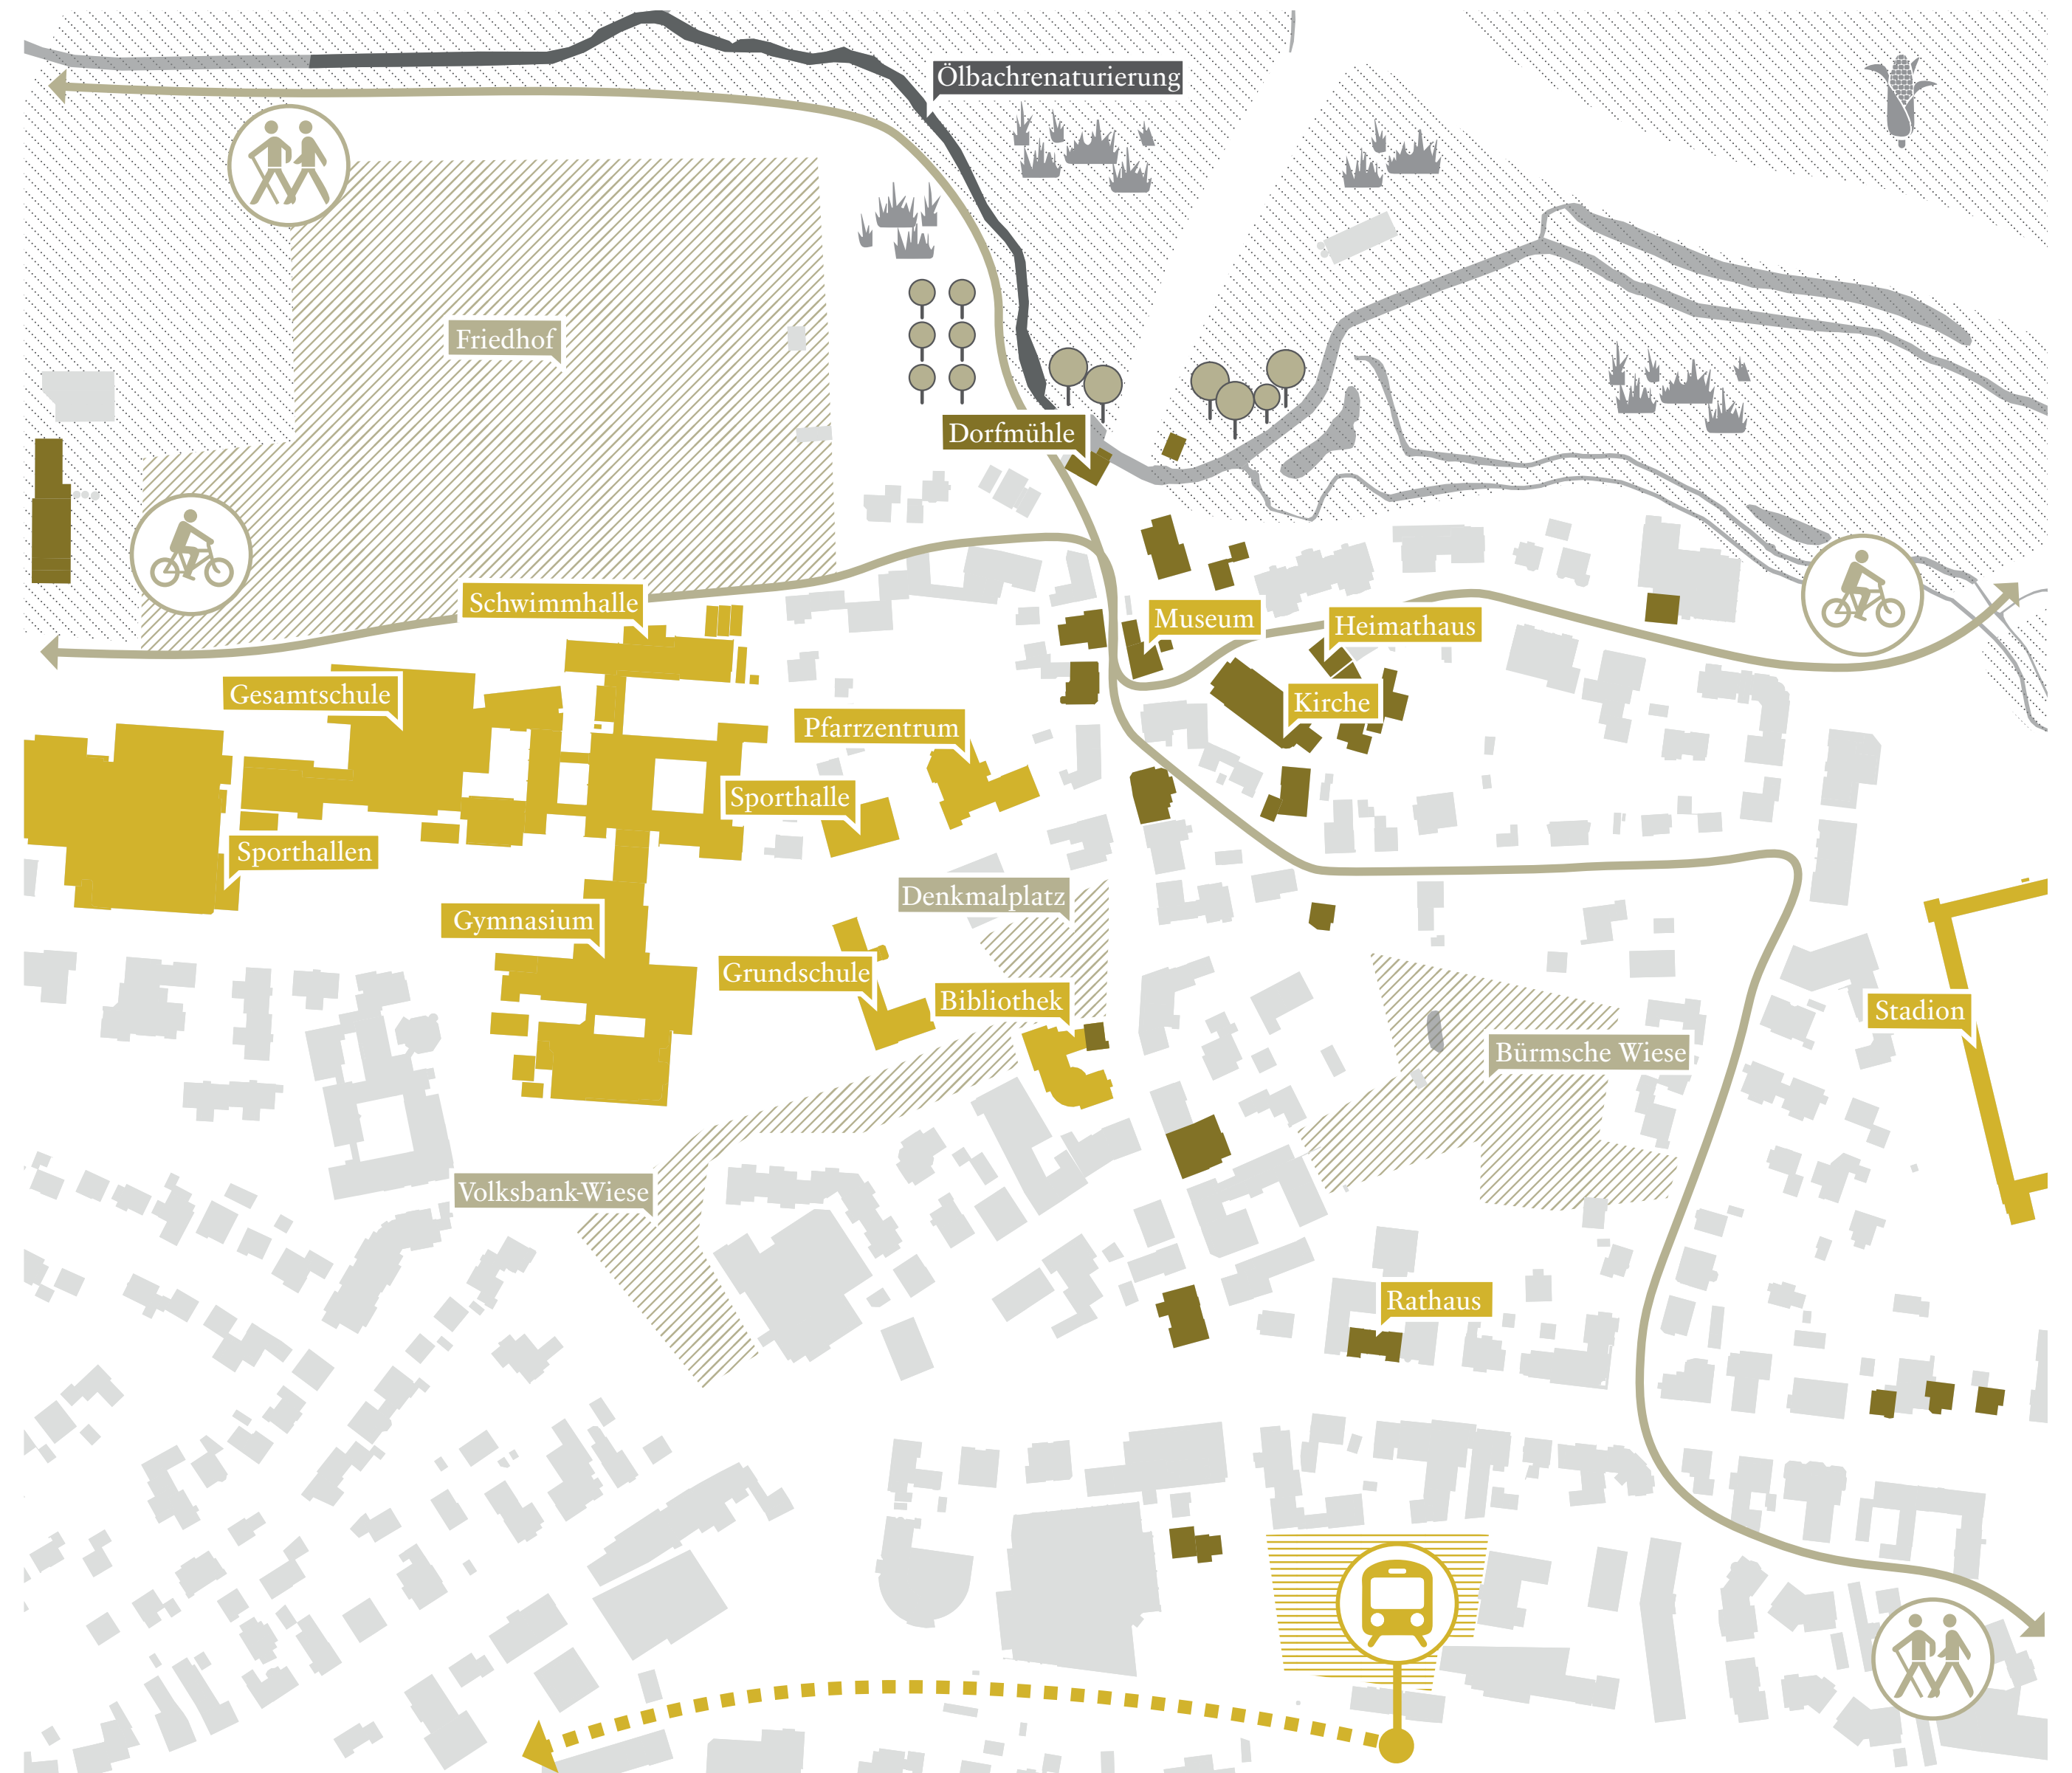 Ölbachrenaturierung
Friedhof
Dorfmühle
Schwimmhalle
Museum
Heimathaus
Gesamtschule
Kirche
Pfarrzentrum
Sporthalle
Sporthallen
Denkmalplatz
Gymnasium
Grundschule
Bibliothek
Stadion
Bürmsche Wiese
Volksbank-Wiese
Rathaus